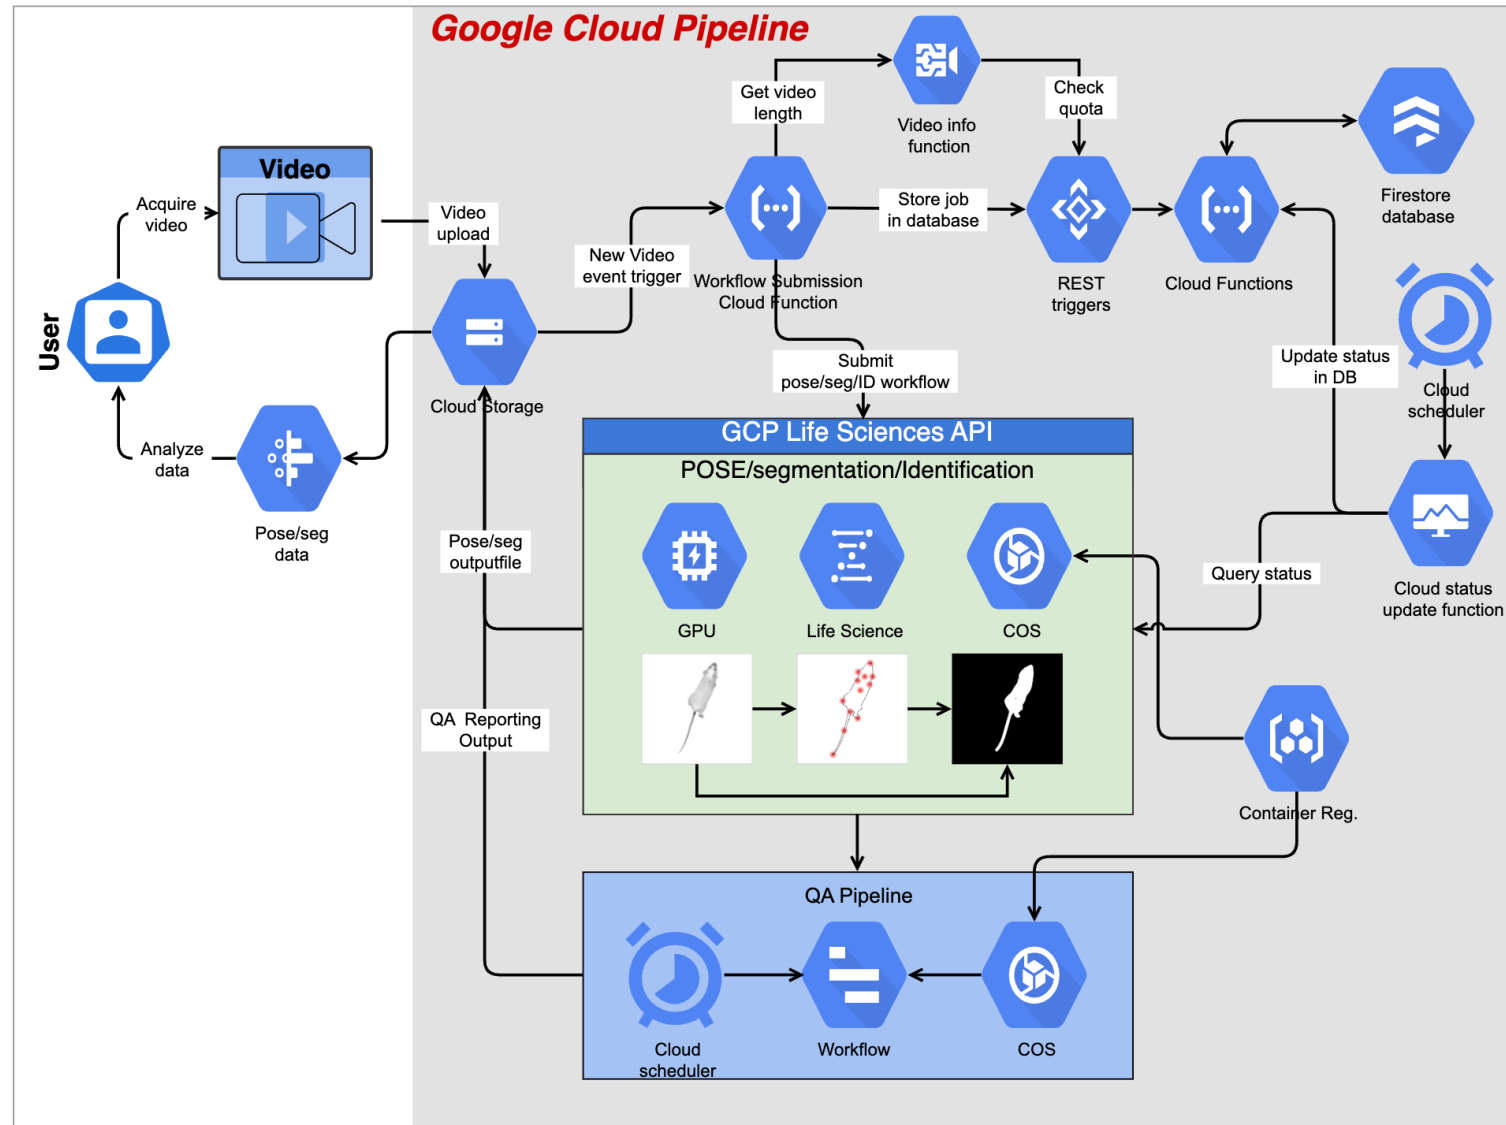 Google Cloud Pipeline
Get video
length
Video info
function
Check
quota
Firestore
database
Video
Acquire
video
Video
upload
New Video
event trigger
Workflow Submission
Cloud Function
Store job
in database
REST
triggers
Cloud Functions
User
Cloud Storage
Submit
pose/seg/ID workflow
Update status
in DB
Cloud
scheduler
Analyze
data
Pose/seg
data
GCP Life Sciences API
POSE/segmentation/Identification
GPU
Life Science
COS
Pose/seg
outputfile
Query status
Cloud status
update function
QA Reporting
Output
Container Reg.
QA Pipeline
Cloud
scheduler
Workflow
COS